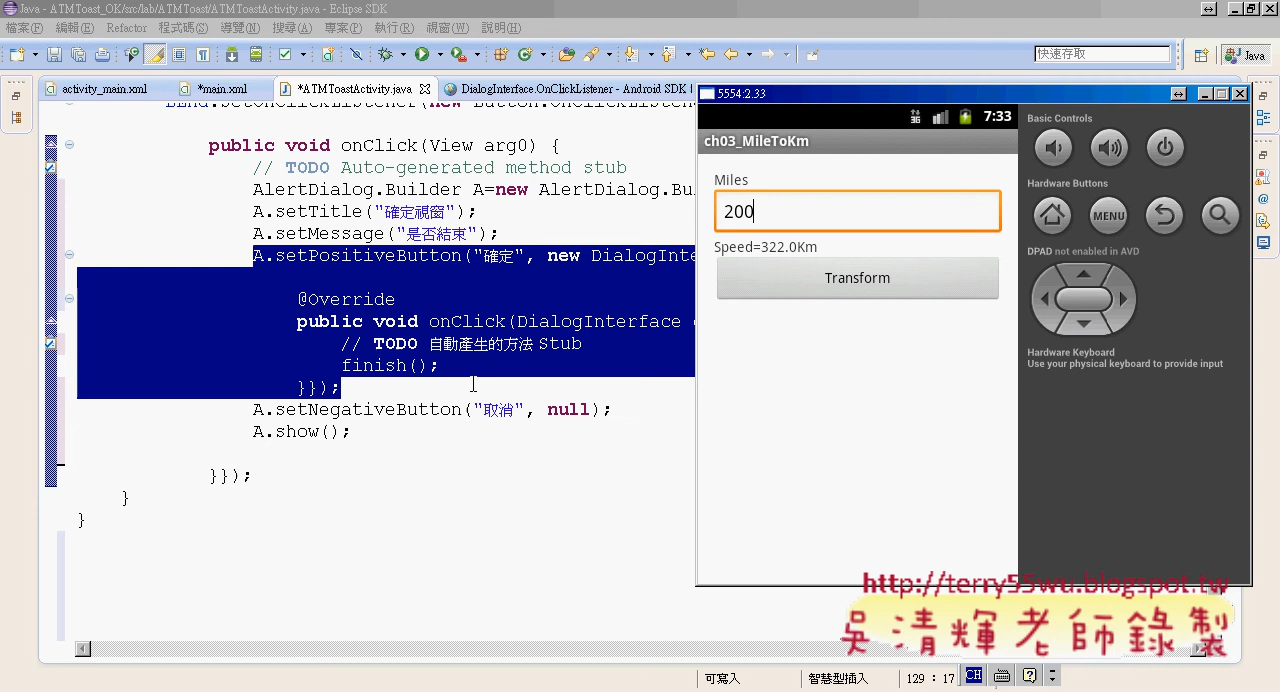 Java - ATMToast_OK/src/lab/ATMToast/ATMToastActivity.java - Eclipse SDK
檔案(F) 編輯(E) Refactor 程式碼(S) 導覽(N) 搜尋(A) 專案(P) 執行(R) 視窗(W) 說明(H)
快速存取
Java
activity_main.xml
*main.xml
*ATMToastActivity.java
DialogInterface.OnClickListener - Android SDK
public void onClick(View arg0) {
// TODO Auto-generated method stub
AlertDialog.Builder A=new AlertDialog.Bui
A.setTitle("確定視窗");
A.setMessage("是否結束");
A.setPositiveButton("確定", new DialogInte
@Override
public void onClick(DialogInterface
// TODO 自動產生的方法 Stub
finish();
}});
A.setNegativeButton("取消", null);
A.show();
}});
}
}
5554:2.33
7:33
ch03_MileToKm
Miles
200
Speed=322.0Km
Transform
Basic Controls
Hardware Buttons
MENU
DPAD not enabled in AVD
Hardware Keyboard
Use your physical keyboard to provide input
http://terry55wu.blogspot.tw
吳清輝老師錄製
可寫入
智慧型插入
129 : 17
CH